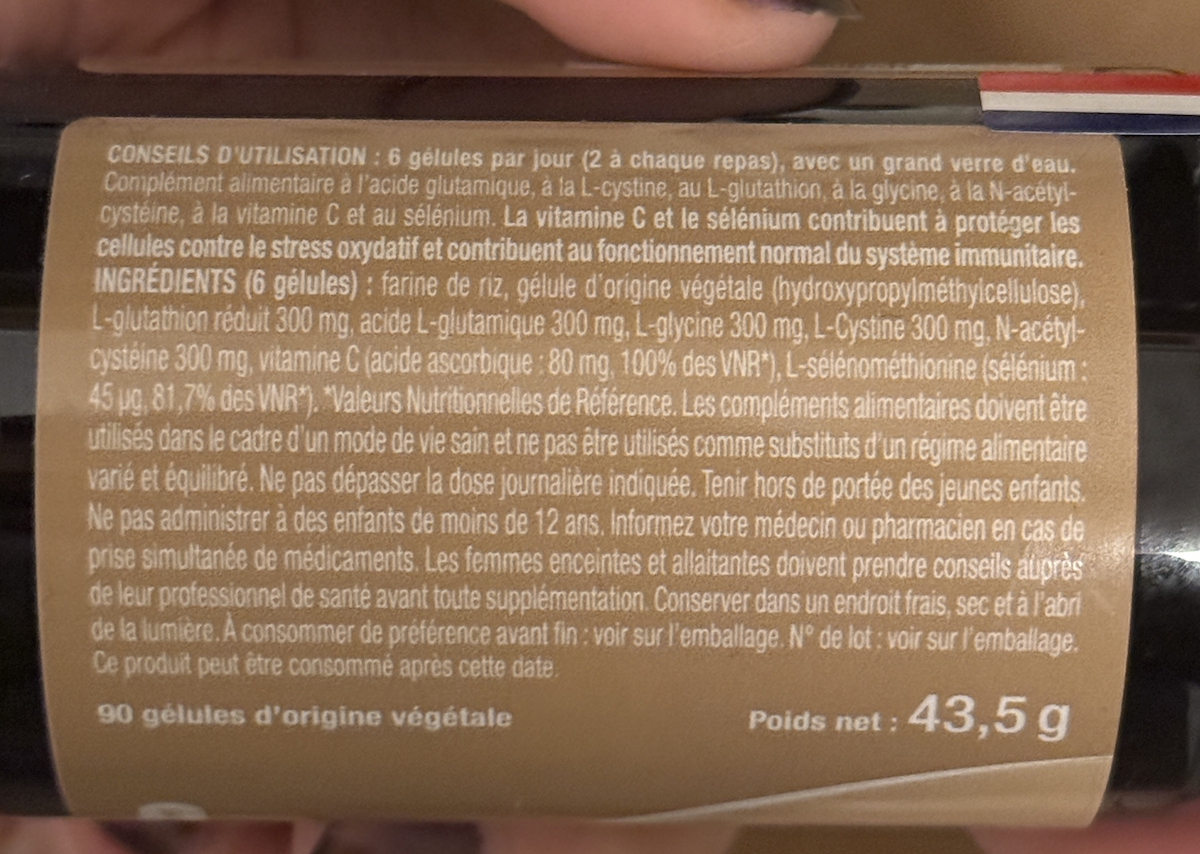 CONSEILS D'UTILISATION : 6 gélules par jour (2 à chaque repas), avec un grand verre d'eau.
Complément alimentaire à l'acide glutamique, à la L-cystine, au L-glutathion, à la glycine, à la N-acétyl-
cystéine, à la vitamine C et au sélénium. La vitamine C et le sélénium contribuent à protéger les
cellules contre le stress oxydatif et contribuent au fonctionnement normal du système immunitaire.
INGRÉDIENTS (6 gélules) : farine de riz, gélule d'origine végétale (hydroxypropylméthylcellulose),
L-glutathion réduit 300 mg, acide L-glutamique 300 mg, L-glycine 300 mg, L-Cystine 300 mg, N-acétyl-
cystéine 300 mg, vitamine C (acide ascorbique : 80 mg, 100% des VNR*), L-sélénométhionine (sélénium :
45 µg, 81,7% des VNR*). *Valeurs Nutritionnelles de Référence. Les compléments alimentaires doivent être
utilisés dans le cadre d'un mode de vie sain et ne pas être utilisés comme substituts d'un régime alimentaire
varié et équilibré. Ne pas dépasser la dose journalière indiquée. Tenir hors de portée des jeunes enfants.
Ne pas administrer à des enfants de moins de 12 ans. Informez votre médecin ou pharmacien en cas de
prise simultanée de médicaments. Les femmes enceintes et allaitantes doivent prendre conseils auprès
de leur professionnel de santé avant toute supplémentation. Conserver dans un endroit frais, sec et à l'abri
de la lumière. À consommer de préférence avant fin : voir sur l'emballage. N° de lot : voir sur l'emballage.
Ce produit peut être consommé après cette date.
90 gélules d'origine végétale
Poids net : 43,5 g